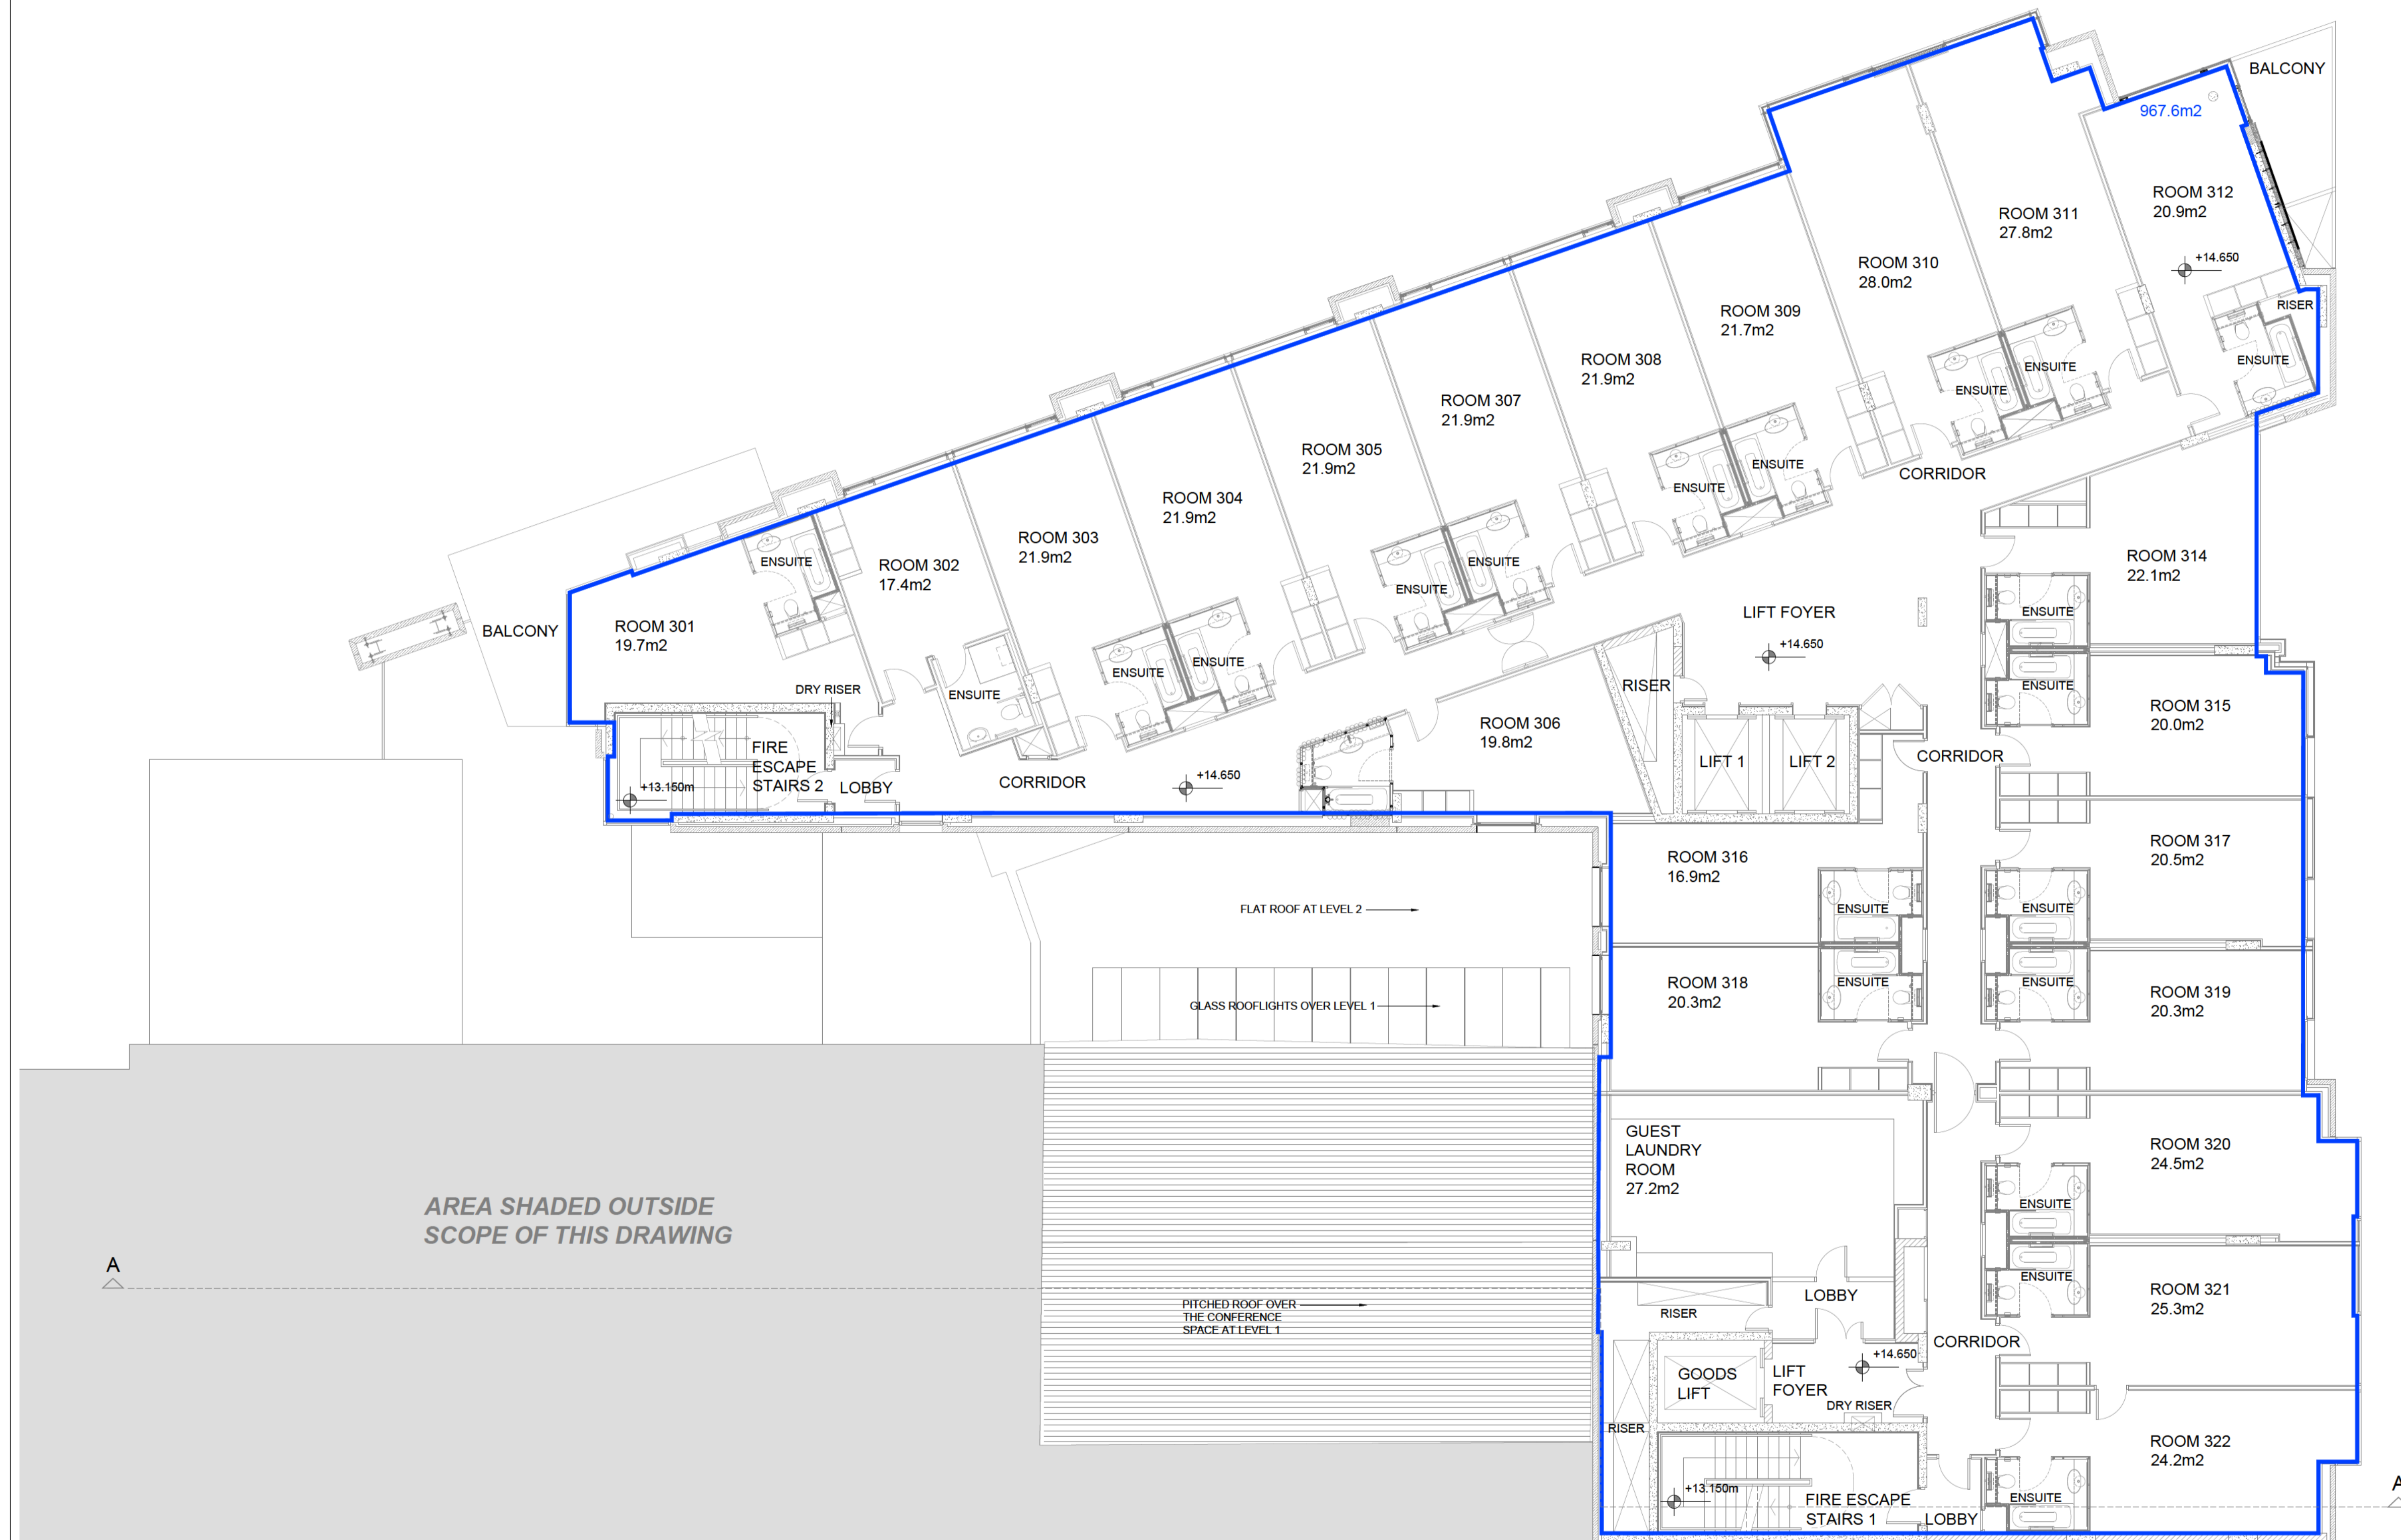 BALCONY
967.6m2
ROOM 312
20.9m2
+14.650
RISER
ENSUITE
ROOM 311
27.8m2
ENSUITE
ROOM 310
28.0m2
ENSUITE
ROOM 309
21.7m2
ENSUITE
ROOM 308
21.9m2
ENSUITE
ROOM 307
21.9m2
ENSUITE
ROOM 305
21.9m2
ENSUITE
ROOM 304
21.9m2
ENSUITE
ROOM 303
21.9m2
ENSUITE
ROOM 302
17.4m2
ENSUITE
ENSUITE
ROOM 301
19.7m2
BALCONY
DRY RISER
FIRE
ESCAPE
STAIRS 2
+13.150m
LOBBY
CORRIDOR
+14.650
ROOM 306
19.8m2
RISER
LIFT FOYER
+14.650
LIFT 1
LIFT 2
CORRIDOR
CORRIDOR
ROOM 314
22.1m2
ENSUITE
ENSUITE
ROOM 315
20.0m2
ROOM 316
16.9m2
ENSUITE
ROOM 317
20.5m2
ENSUITE
ROOM 318
20.3m2
ENSUITE
ENSUITE
ROOM 319
20.3m2
FLAT ROOF AT LEVEL 2
GLASS ROOFLIGHTS OVER LEVEL 1
GUEST
LAUNDRY
ROOM
27.2m2
ROOM 320
24.5m2
ENSUITE
ENSUITE
ROOM 321
25.3m2
AREA SHADED OUTSIDE
SCOPE OF THIS DRAWING
A
PITCHED ROOF OVER
THE CONFERENCE
SPACE AT LEVEL 1
RISER
LOBBY
CORRIDOR
GOODS
LIFT
LIFT
FOYER
+14.650
DRY RISER
RISER
ROOM 322
24.2m2
ENSUITE
+13.150m
FIRE ESCAPE
STAIRS 1
LOBBY
A